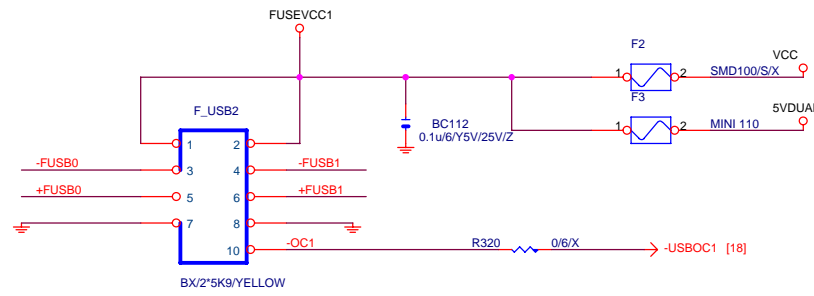 FUSEVCC1
F2
VCC
1 2 SMD100/S/X
F_USB2
F3
5VDUAL
BC112
0.1u/6/Y5V/25V/Z
1 2 MINI 110
1 2
-FUSB0 3 4 -FUSB1
+FUSB0 5 6 +FUSB1
7 8
10 -OC1 R320 0/6/X -USBOC1 [18]
BX/2*5K9/YELLOW